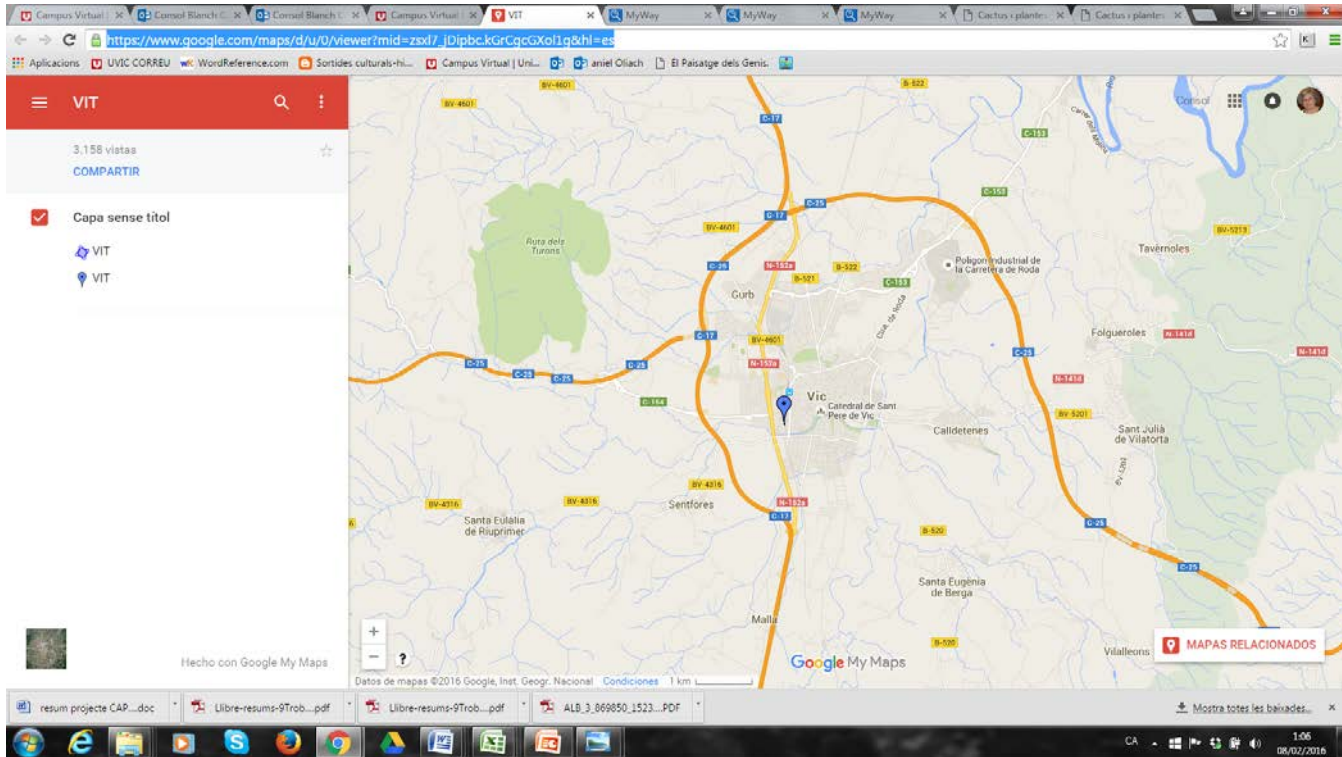 Campus Virtual
Consol Blanch
Consol Blanch
Campus Virtual
VIT
MyWay
MyWay
MyWay
Cactus i plantes
Cactus i plantes
https://www.google.com/maps/d/u/0/viewer?mid=zsxl7_jDipbc.kGrCgcGXol1g&hl=es
Aplicacions
UVIC CORREU
WordReference.com
Sortides culturals-hi...
Campus Virtual | Uni...
aniel Oliach
El Paisatge dels Genis.
VIT
3.158 vistas
COMPARTIR
Capa sense títol
VIT
VIT
Hecho con Google My Maps
Consol
BV-4601
BV-4601
B-522
C-17
C-153
Carrer del Molino
C-153
C-25
C-17
BV-4601
BV-5213
Ruta dels
Turons
Tavèrnoles
Polígon Industrial de
la Carretera de Roda
C-25
N-152a
B-522
B-521
C-153
Gurb
Ctra. de Roda
C-17
BV-4601
Folgueroles
N-141d
N-141d
C-25
N-152a
C-25
C-25
C-25
C-25
N-141d
C-154
Vic
Catedral de Sant
Pere de Vic
BV-5201
Calldetenes
Sant Julià
de Vilatorta
BV-5202
BV-4316
BV-4316
BV-4316
Sentfores
N-152a
C-17
Santa Eulàlia
de Riuprimer
C-25
B-520
C-25
Santa Eugènia
de Berga
Malla
B-520
Vilalleons
MAPAS RELACIONADOS
Google My Maps
Datos de mapas ©2016 Google, Inst. Geogr. Nacional
Condiciones
1 km
resum projecte CAP....doc
Llibre-resums-9Trob....pdf
Llibre-resums-9Trob....pdf
ALB_3_869850_1523....PDF
Mostra totes les baixades...
CA
1:06
08/02/2016